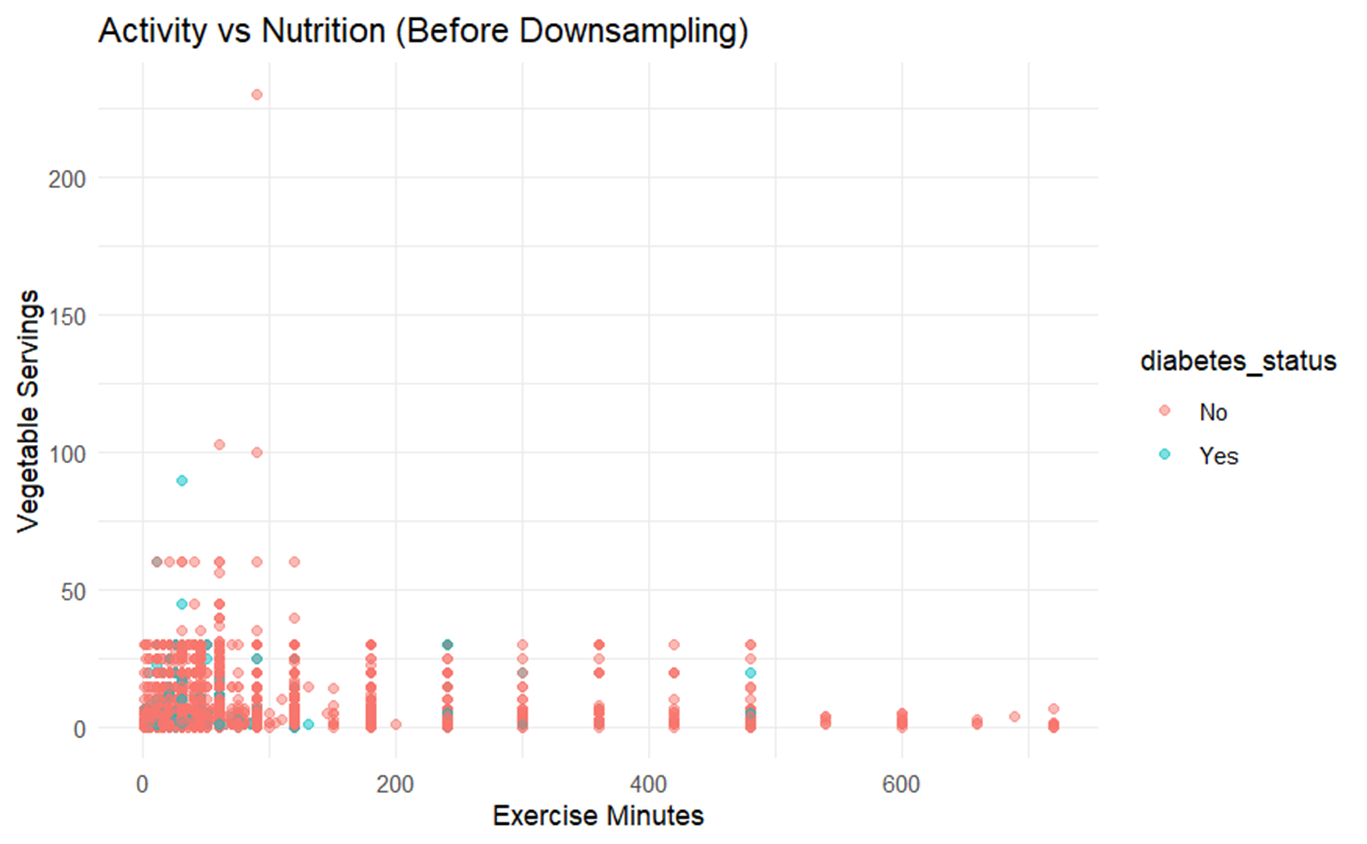 Activity vs Nutrition (Before Downsampling)
200
150
100
50
0
Vegetable Servings
0 200 400 600
Exercise Minutes
diabetes_status
No
Yes